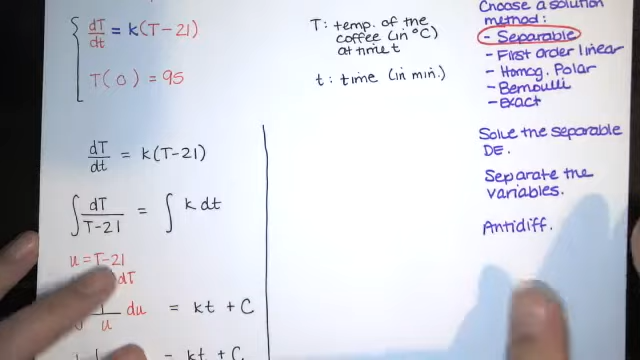 dT/dt = k(T-21)
T(0) = 95
T: temp. of the
coffee (in °C)
at time t
t: time (in min.)
Choose a solution
method:
- Separable
- First order linear
- Homog. Polar
- Bernoulli
- Exact
dT/dt = k(T-21)
∫ dT/T-21 = ∫ k dt
u = T-21
dT
u du = kt + C
= kt + C
Solve the separable
DE.
Separate the
variables.
Antidiff.